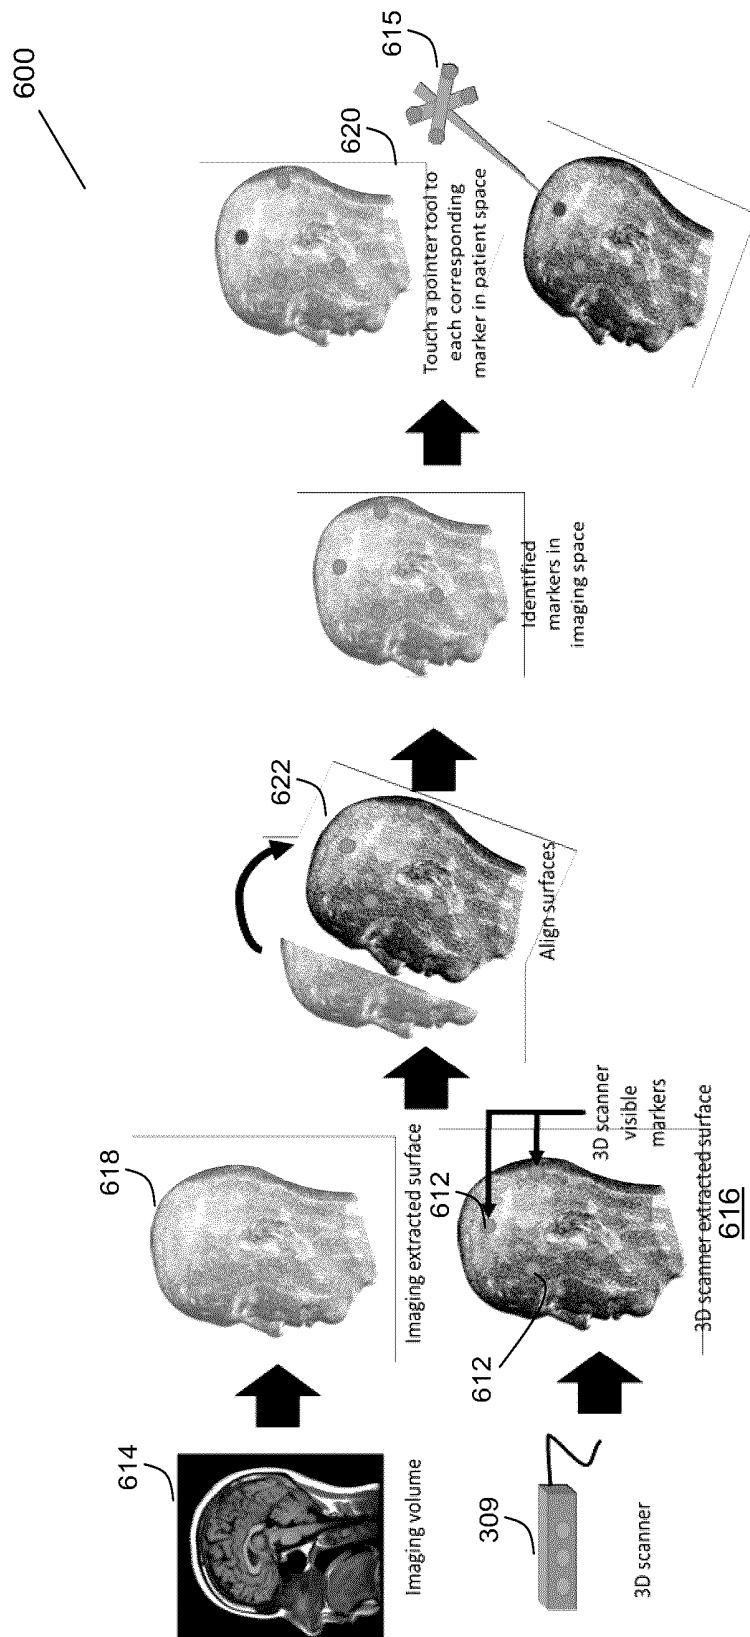 600
614
Imaging volume
309
3D scanner
618
Imaging extracted surface
612
612
3D scanner
visible
markers
3D scanner extracted surface
616
622
Align surfaces
Identified
markers in
imaging space
620
Touch a pointer tool to
each corresponding
marker in patient space
615